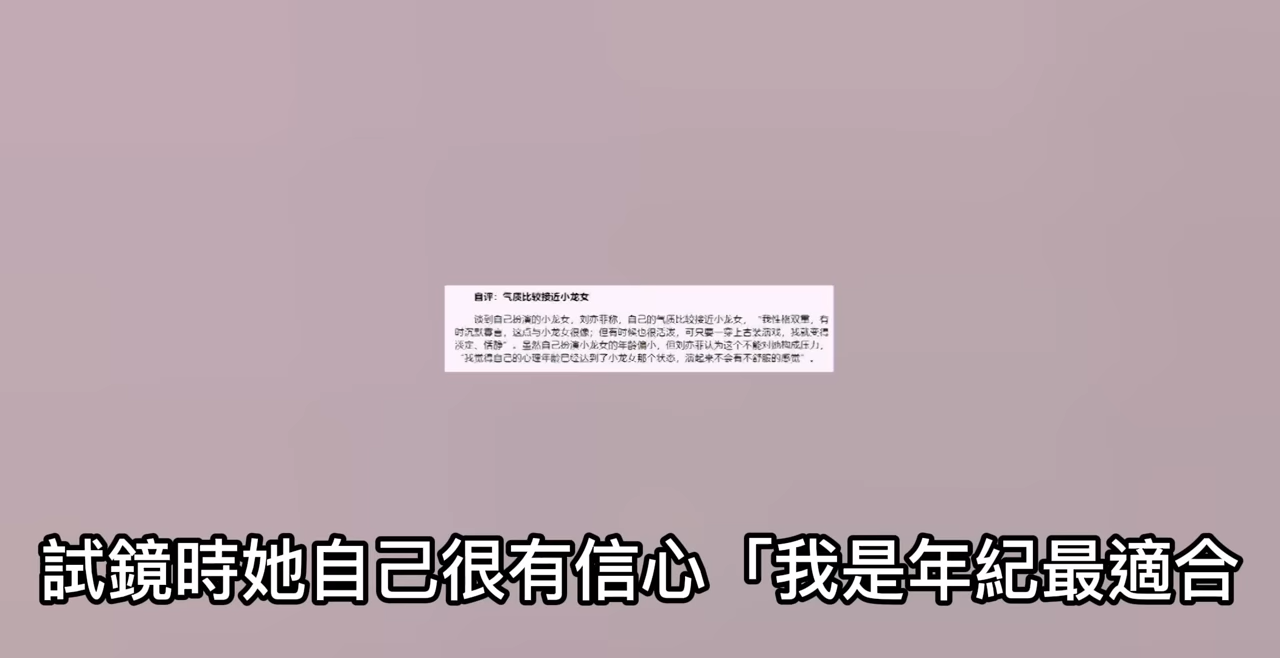 自评：气质比较接近小龙女
谈到自己扮演的小龙女，刘亦菲称，自己的气质比较接近小龙女，“我性格双重，有
时沉默寡言，这点与小龙女很像；但有时候也很活泼，可只要一穿上古装演戏，我就变得
淡定、恬静”。虽然自己扮演小龙女的年龄偏小，但刘亦菲认为这个不能对她构成压力，
“我觉得自己的心理年龄已经达到了小龙女那个状态，演起来不会有不舒服的感觉”。
試鏡時她自己很有信心「我是年紀最適合